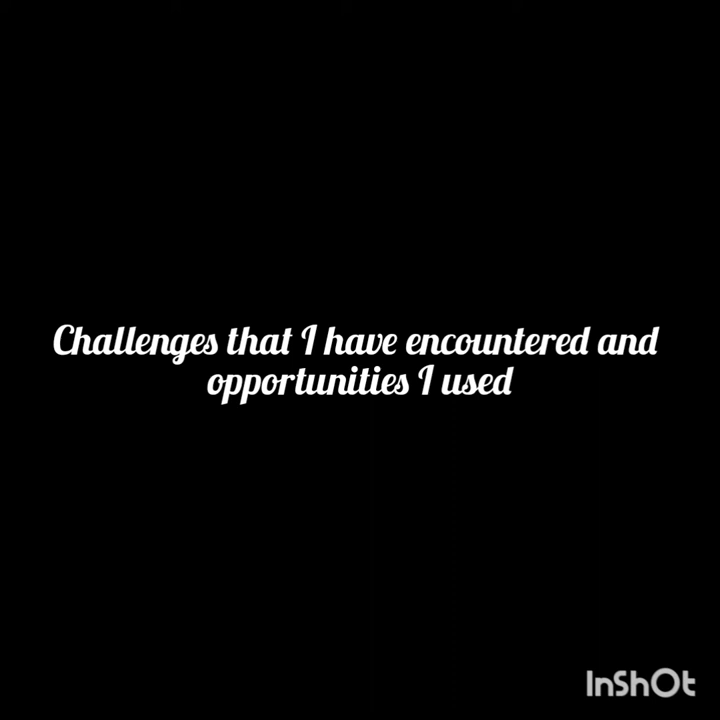 Challenges that I have encountered and
opportunities I used
InShOt